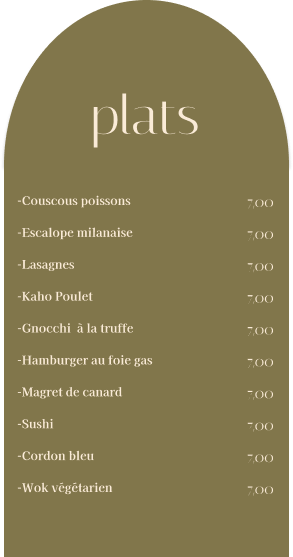 plats
-Couscous poissons 7,00
-Escalope milanaise 7,00
-Lasagnes 7,00
-Kaho Poulet 7,00
-Gnocchi à la truffe 7,00
-Hamburger au foie gas 7,00
-Magret de canard 7,00
-Sushi 7,00
-Cordon bleu 7,00
-Wok végétarien 7,00